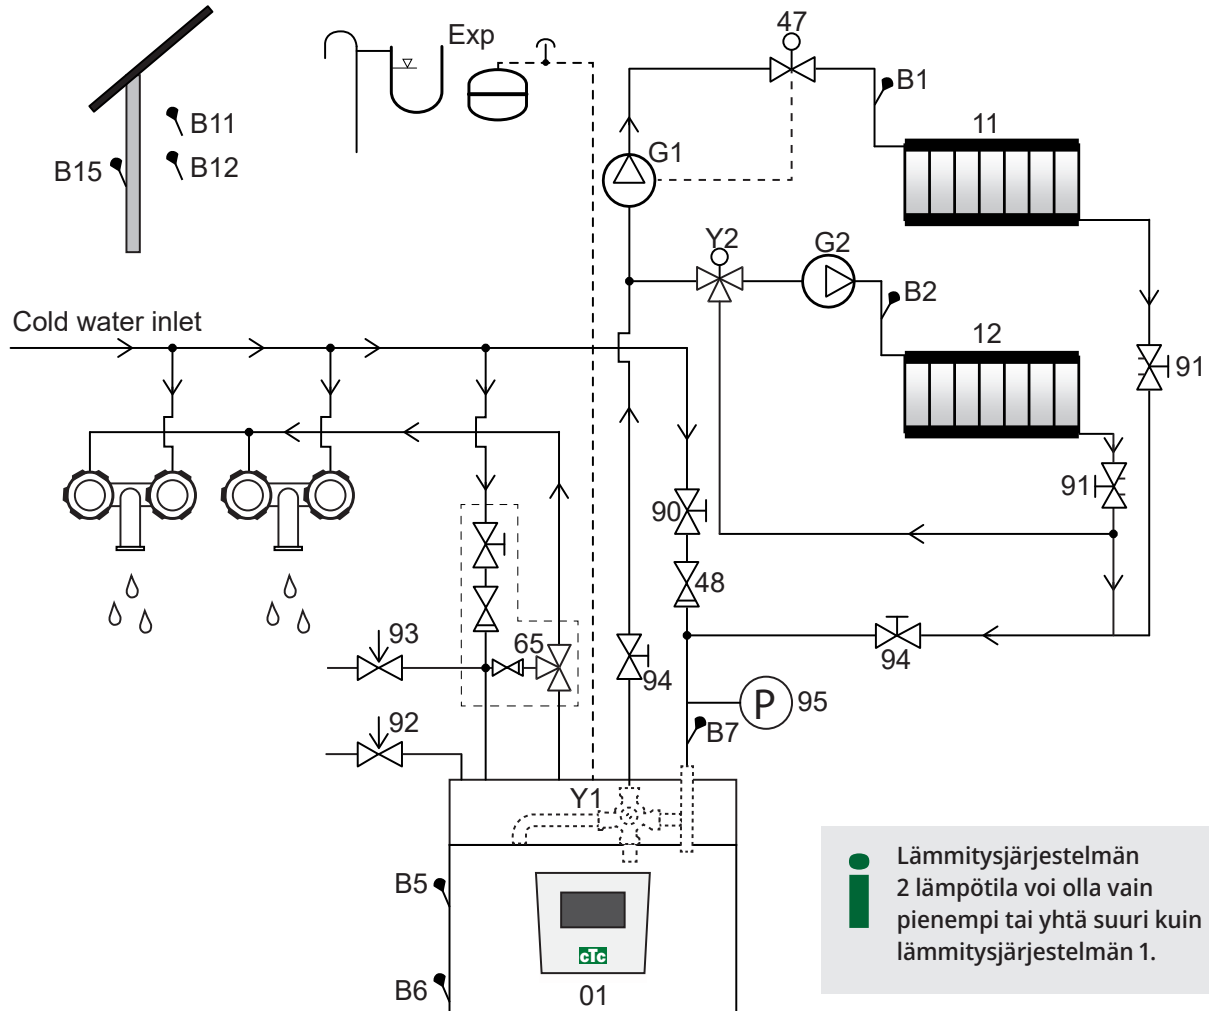 47
Exp
B1
B11
11
B15
B12
G1
Y2
G2
B2
Cold water inlet
12
91
91
90
48
93
65
94
94
P
95
92
B7
Y1
B5
cTc
B6
01
i
Lämmitysjärjestelmän
2 lämpötila voi olla vain
pienempi tai yhtä suuri kuin
lämmitysjärjestelmän 1.